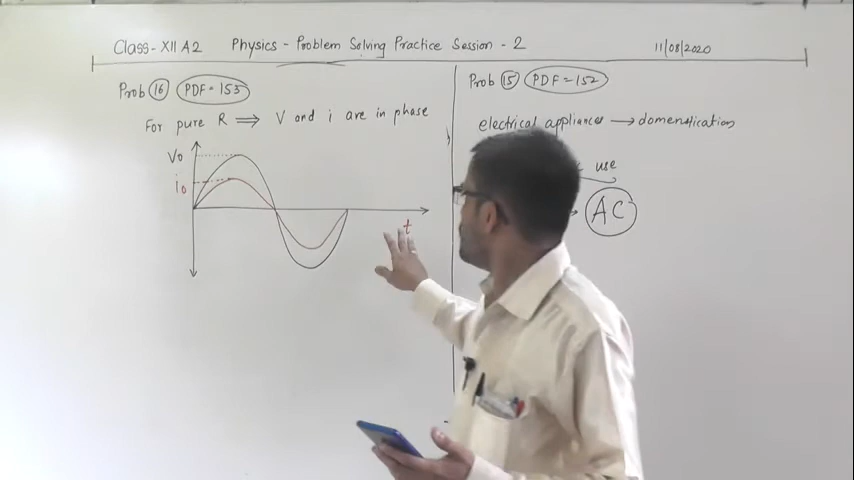 Class- XII A2 Physics - Problem Solving Practice Session - 2 11/08/2020
Prob 16 PDF = 153
For pure R ⟹ V and i are in phase
V₀
i₀
t
Prob 15 PDF = 152
electrical appliances → domenstication
use
AC